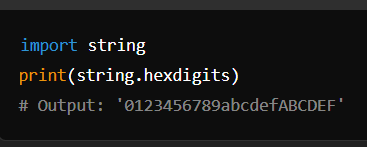 import string
print(string.hexdigits)
# Output: '0123456789abcdefABCDEF'